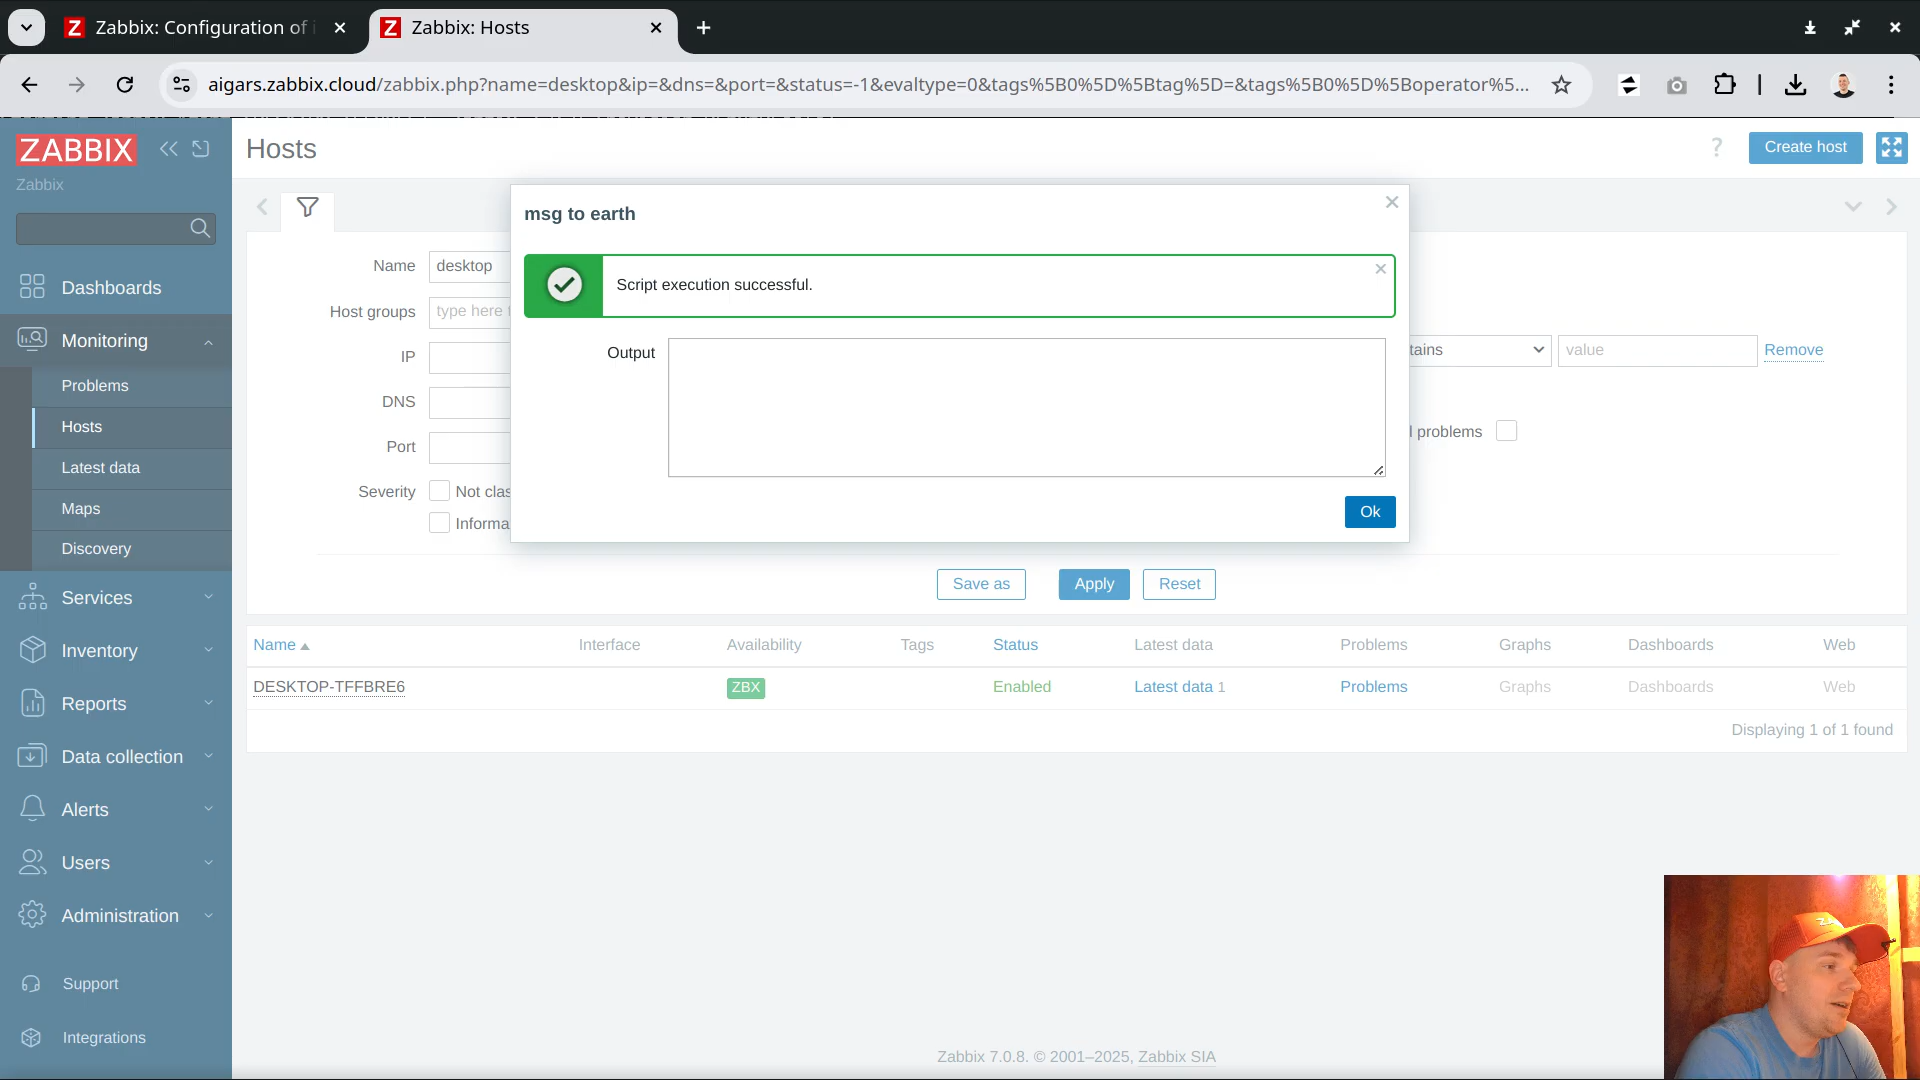 Zabbix: Configuration of i
Zabbix: Hosts
aigars.zabbix.cloud/zabbix.php?name=desktop&ip=&dns=&port=&status=-1&evaltype=0&tags%5B0%5D%5Btag%5D=&tags%5B0%5D%5Boperator%5...
ZABBIX
Zabbix
Dashboards
Monitoring
Problems
Hosts
Latest data
Maps
Discovery
Services
Inventory
Reports
Data collection
Alerts
Users
Administration
Support
Integrations
Hosts
? Create host
msg to earth
Script execution successful.
Output
Ok
Name desktop
Host groups type here
IP
DNS
Port
Severity Not clas
Informa
tains value Remove
l problems
Save as Apply Reset
Name Interface Availability Tags Status Latest data Problems Graphs Dashboards Web
DESKTOP-TFFBRE6 ZBX Enabled Latest data 1 Problems Graphs Dashboards Web
Displaying 1 of 1 found
Zabbix 7.0.8. © 2001–2025, Zabbix SIA